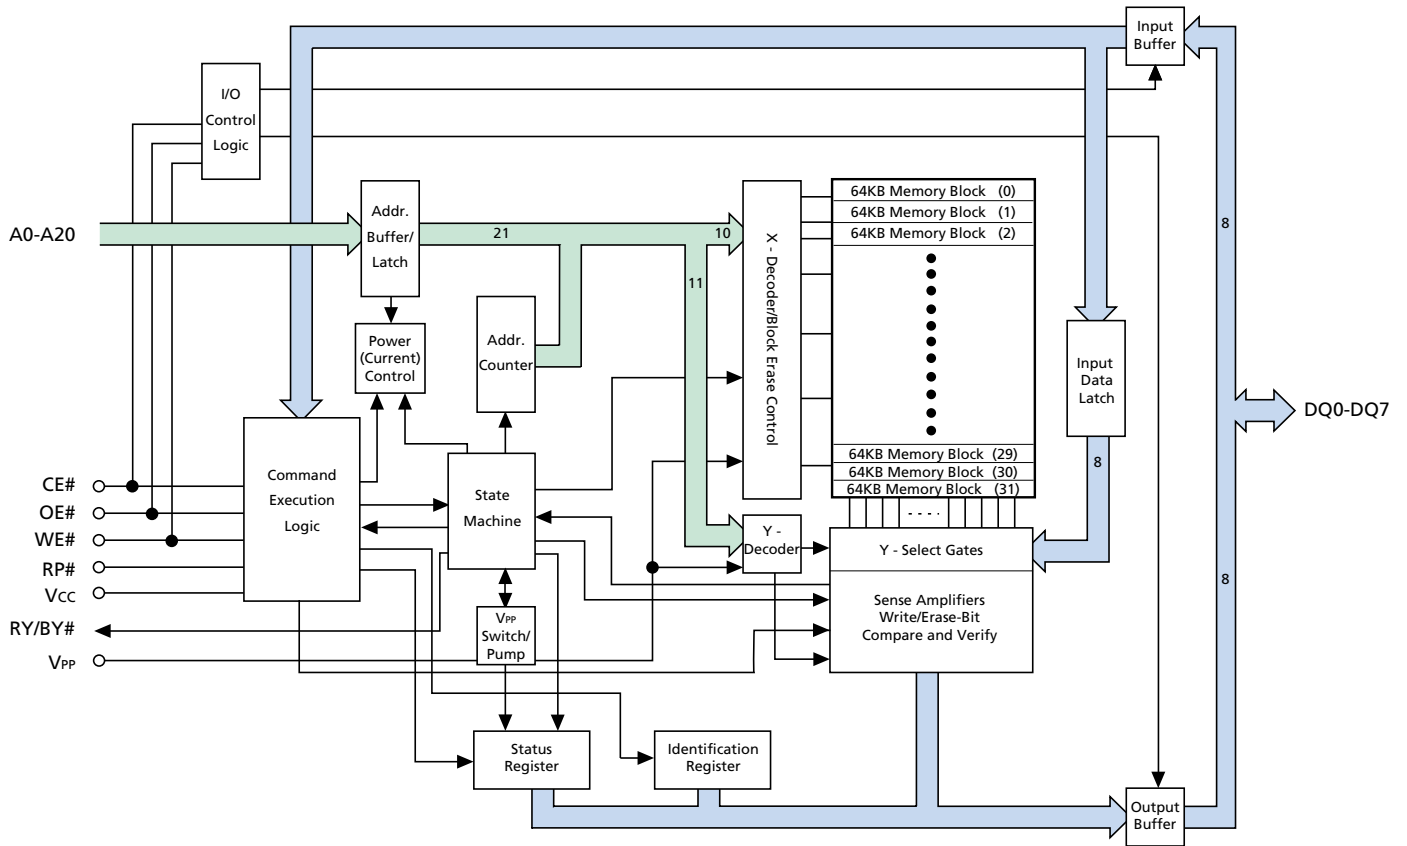 Input
Buffer
I/O
Control
Logic
A0-A20
Addr.
Buffer/
Latch
21
10
11
8
X - Decoder/Block Erase Control
64KB Memory Block (0)
64KB Memory Block (1)
64KB Memory Block (2)
64KB Memory Block (29)
64KB Memory Block (30)
64KB Memory Block (31)
Power
(Current)
Control
Addr.
Counter
Input
Data
Latch
8
DQ0-DQ7
Command
Execution
Logic
State
Machine
CE#
OE#
WE#
RP#
VCC
RY/BY#
VPP
Y -
Decoder
Y - Select Gates
Sense Amplifiers
Write/Erase-Bit
Compare and Verify
8
VPP
Switch/
Pump
Status
Register
Identification
Register
Output
Buffer